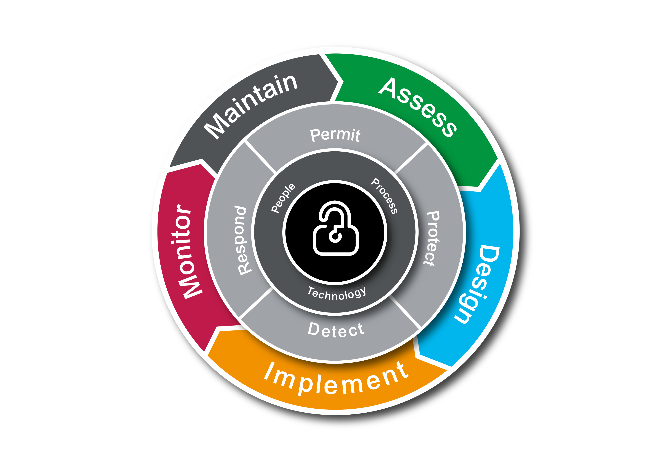 Maintain
Assess
Design
Implement
Monitor
Permit
Protect
Detect
Respond
People
Process
Technology